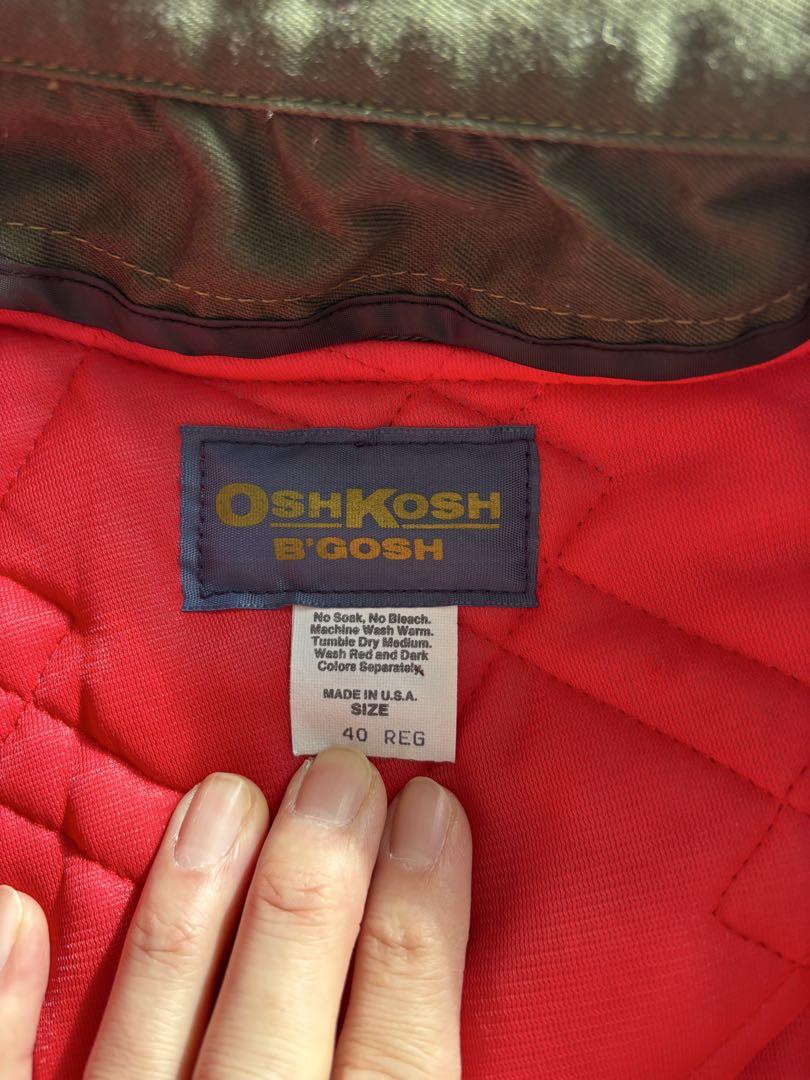 OSHKOSH
B'GOSH
No Soak, No Bleach.
Machine Wash Warm.
Tumble Dry Medium.
Wash Red and Dark
Colors Separately.
MADE IN U.S.A.
SIZE
40 REG